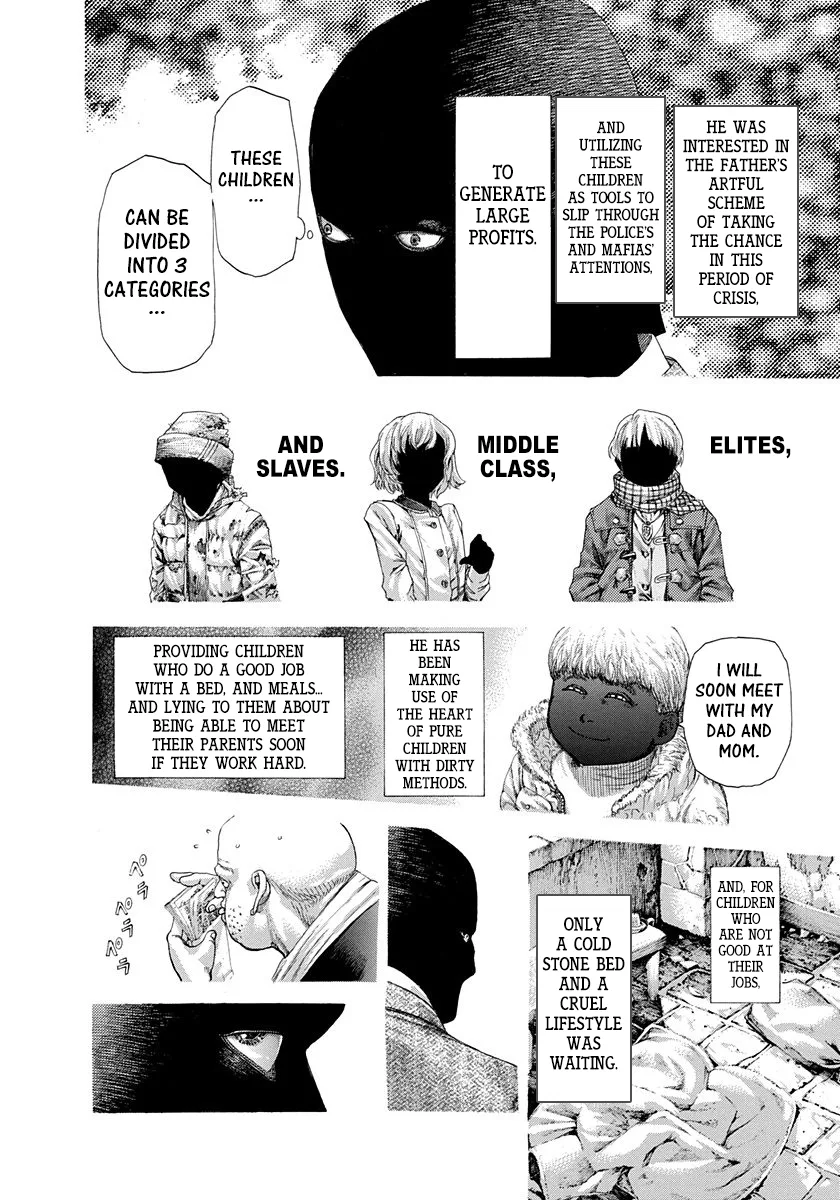 HE WAS
INTERESTED IN
THE FATHER'S
ARTFUL
SCHEME
OF TAKING
THE CHANCE
IN THIS
PERIOD OF
CRISIS,
AND
UTILIZING
THESE
CHILDREN
AS TOOLS TO
SLIP THROUGH
THE POLICE'S
AND MAFIAS'
ATTENTIONS,
TO
GENERATE
LARGE
PROFITS.
THESE
CHILDREN
...
CAN BE
DIVIDED
INTO 3
CATEGORIES
...
ELITES,
MIDDLE
CLASS,
AND
SLAVES.
I WILL
SOON MEET
WITH MY
DAD AND
MOM.
HE HAS
BEEN
MAKING
USE OF
THE HEART
OF PURE
CHILDREN
WITH DIRTY
METHODS.
PROVIDING CHILDREN
WHO DO A GOOD JOB
WITH A BED, AND MEALS...
AND LYING TO THEM ABOUT
BEING ABLE TO MEET
THEIR PARENTS SOON
IF THEY WORK HARD.
AND, FOR
CHILDREN
WHO
ARE NOT
GOOD AT
THEIR
JOBS,
ONLY
A COLD
STONE BED
AND A
CRUEL
LIFESTYLE
WAS
WAITING.
ペラ
ペラ
ペラ